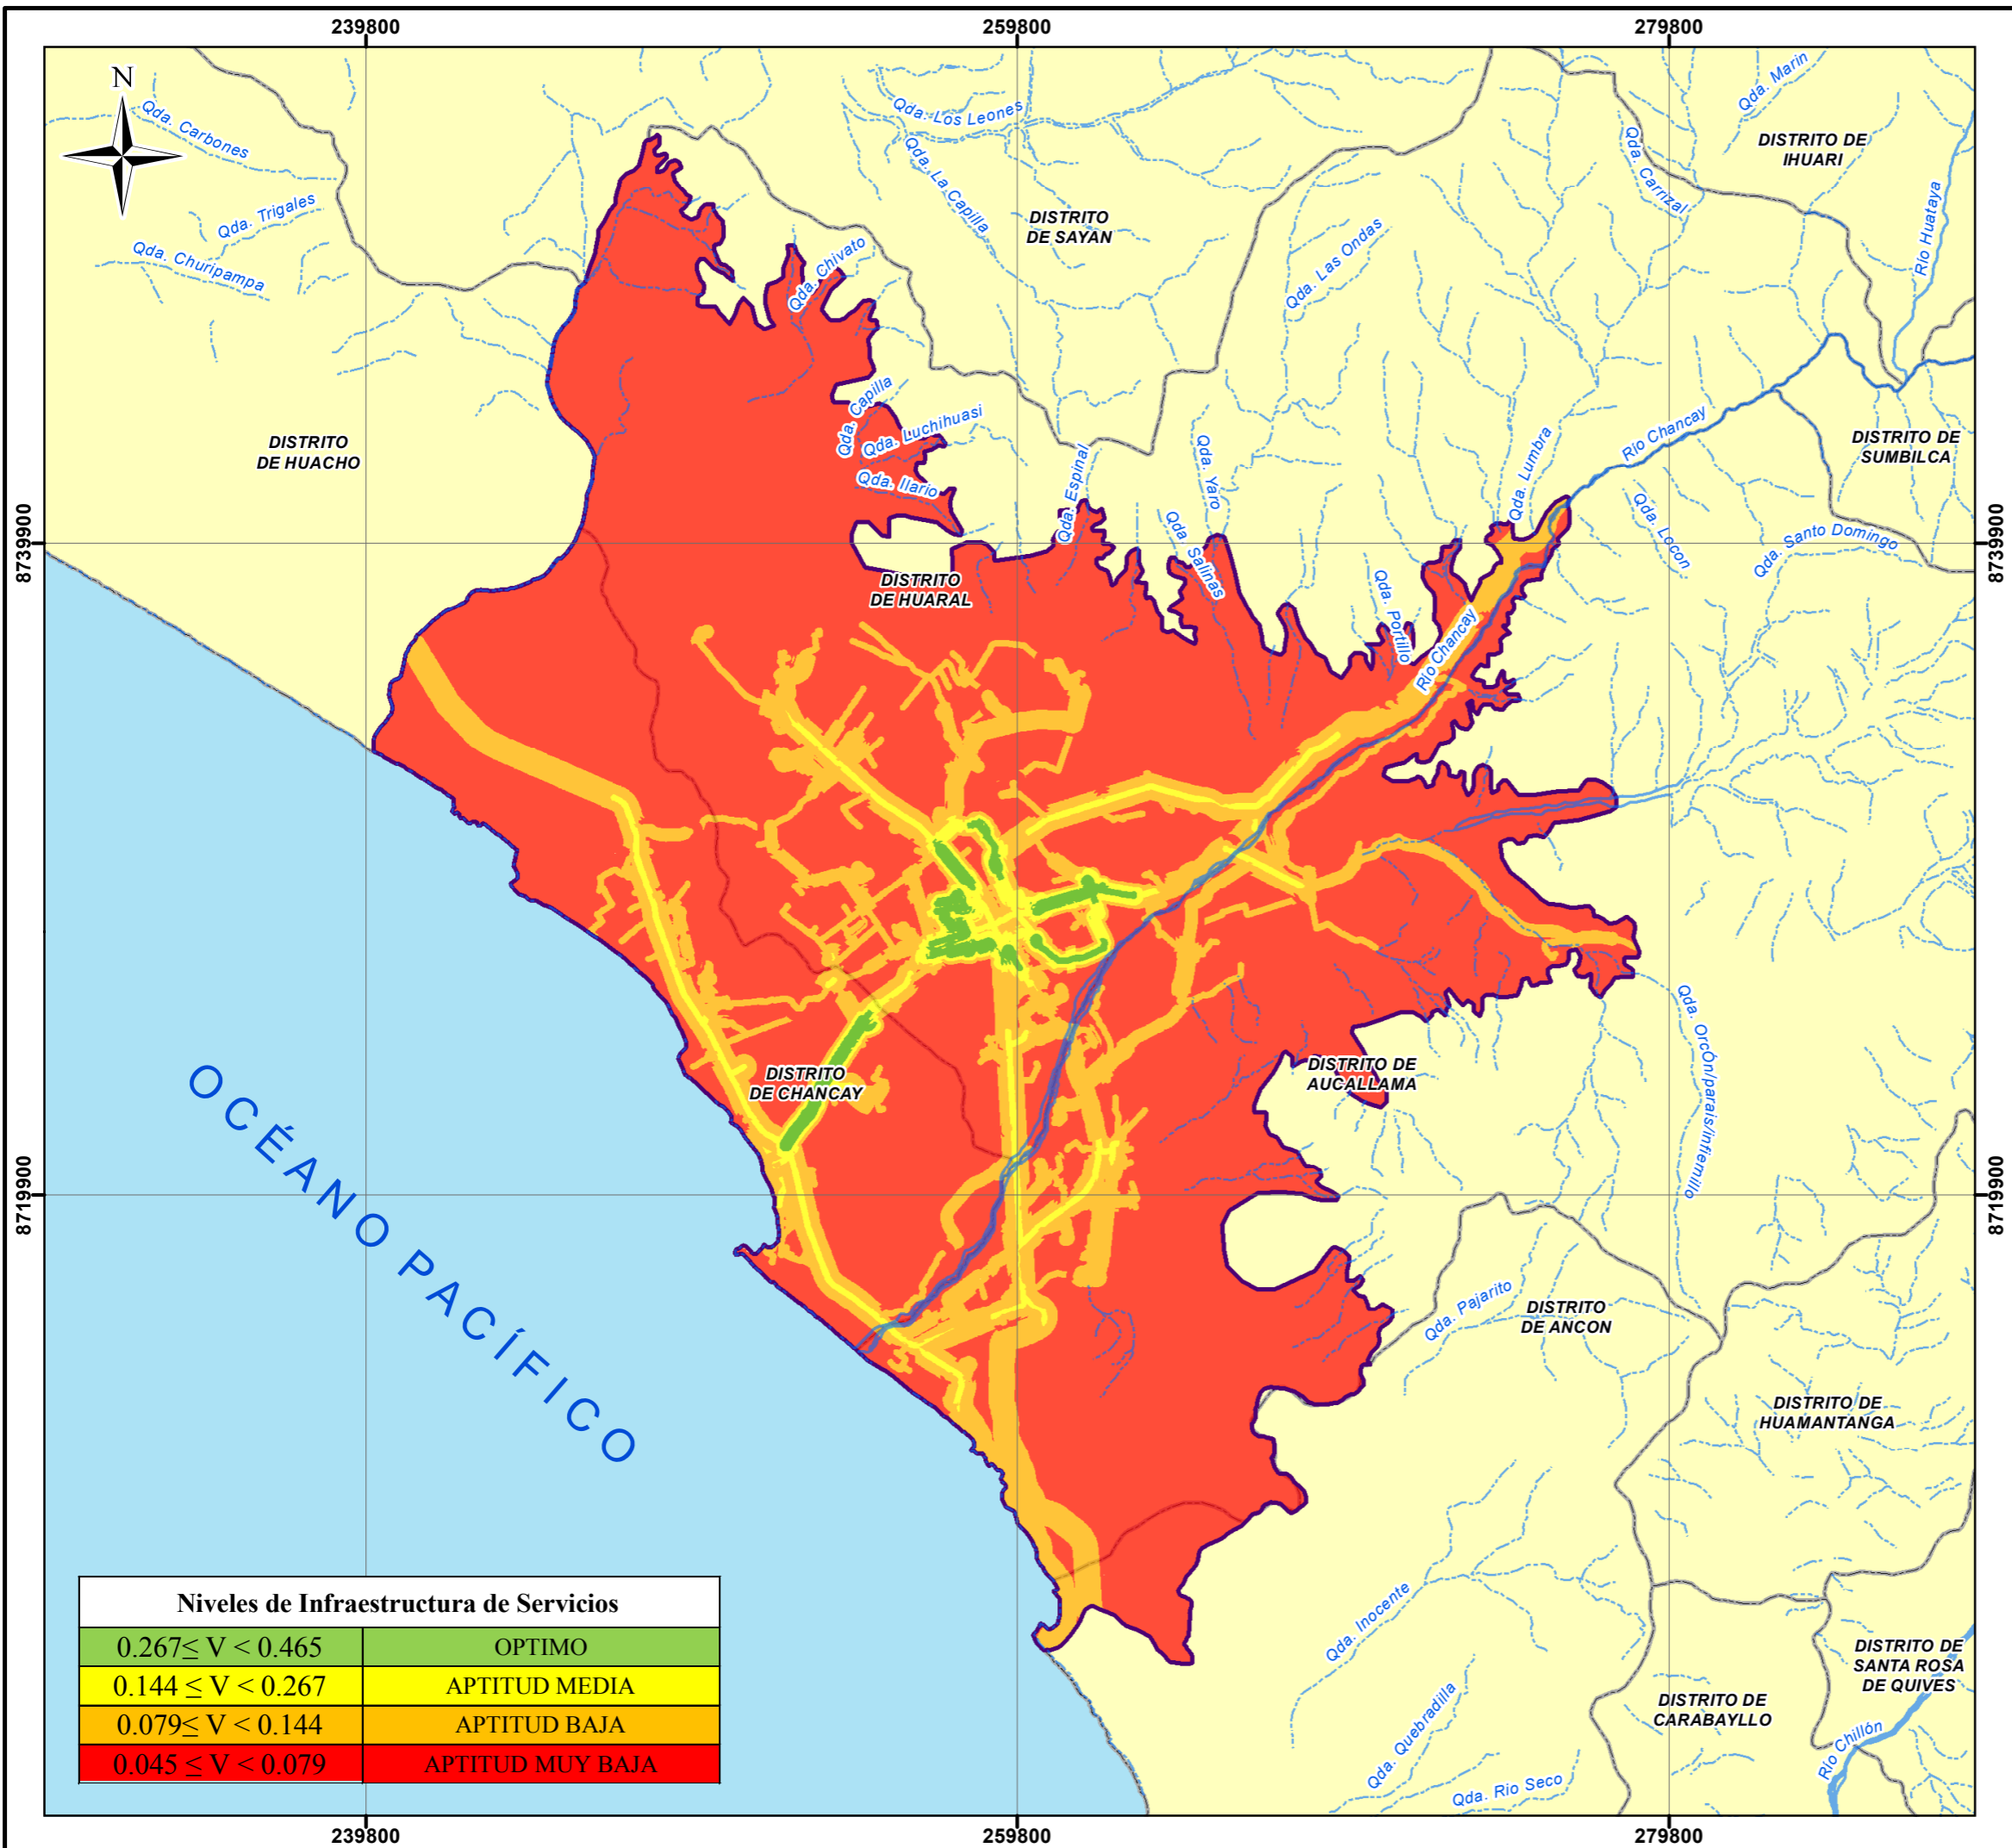 239800
259800
279800
N
Qda. Carbones
Qda. Trigales
Qda. Churipampa
Qda. Los Leones
Qda. La Capilla
DISTRITO
DE SAYAN
Qda. Marin
Qda. Carrizal
DISTRITO DE
IHUARI
Rio Huataya
Qda. Chivato
Qda. Las Ondas
Qda. Capilla
Qda. Luchihuasi
Qda. Ilario
DISTRITO
DE HUACHO
Qda. Espinal
Qda. Yaro
Qda. Salinas
Qda. Lumbra
Rio Chancay
DISTRITO DE
SUMBILCA
8739900
8739900
Qda. Locon
Qda. Santo Domingo
DISTRITO
DE HUARAL
Qda. Portillo
Rio Chancay
Qda. OrcÓn/parais/infiernillo
DISTRITO
DE CHANCAY
DISTRITO DE
AUCALLAMA
OCÉANO PACÍFICO
8719900
8719900
Qda. Pajarito
DISTRITO
DE ANCON
DISTRITO DE
HUAMANTANGA
Qda. Inocente
Qda. Quebradilla
Qda. Rio Seco
DISTRITO DE
CARABAYLLO
DISTRITO DE
SANTA ROSA
DE QUIVES
Rio Chillón
Niveles de Infraestructura de Servicios
0.267≤ V < 0.465 OPTIMO
0.144 ≤ V < 0.267 APTITUD MEDIA
0.079≤ V < 0.144 APTITUD BAJA
0.045 ≤ V < 0.079 APTITUD MUY BAJA
239800
259800
279800